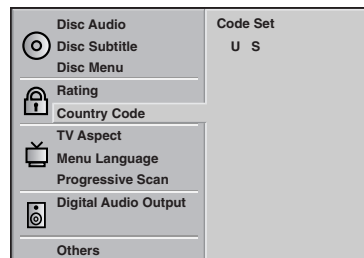 Disc Audio
Disc Subtitle
Disc Menu
Rating
Country Code
TV Aspect
Menu Language
Progressive Scan
Digital Audio Output
Others
Code Set
U S